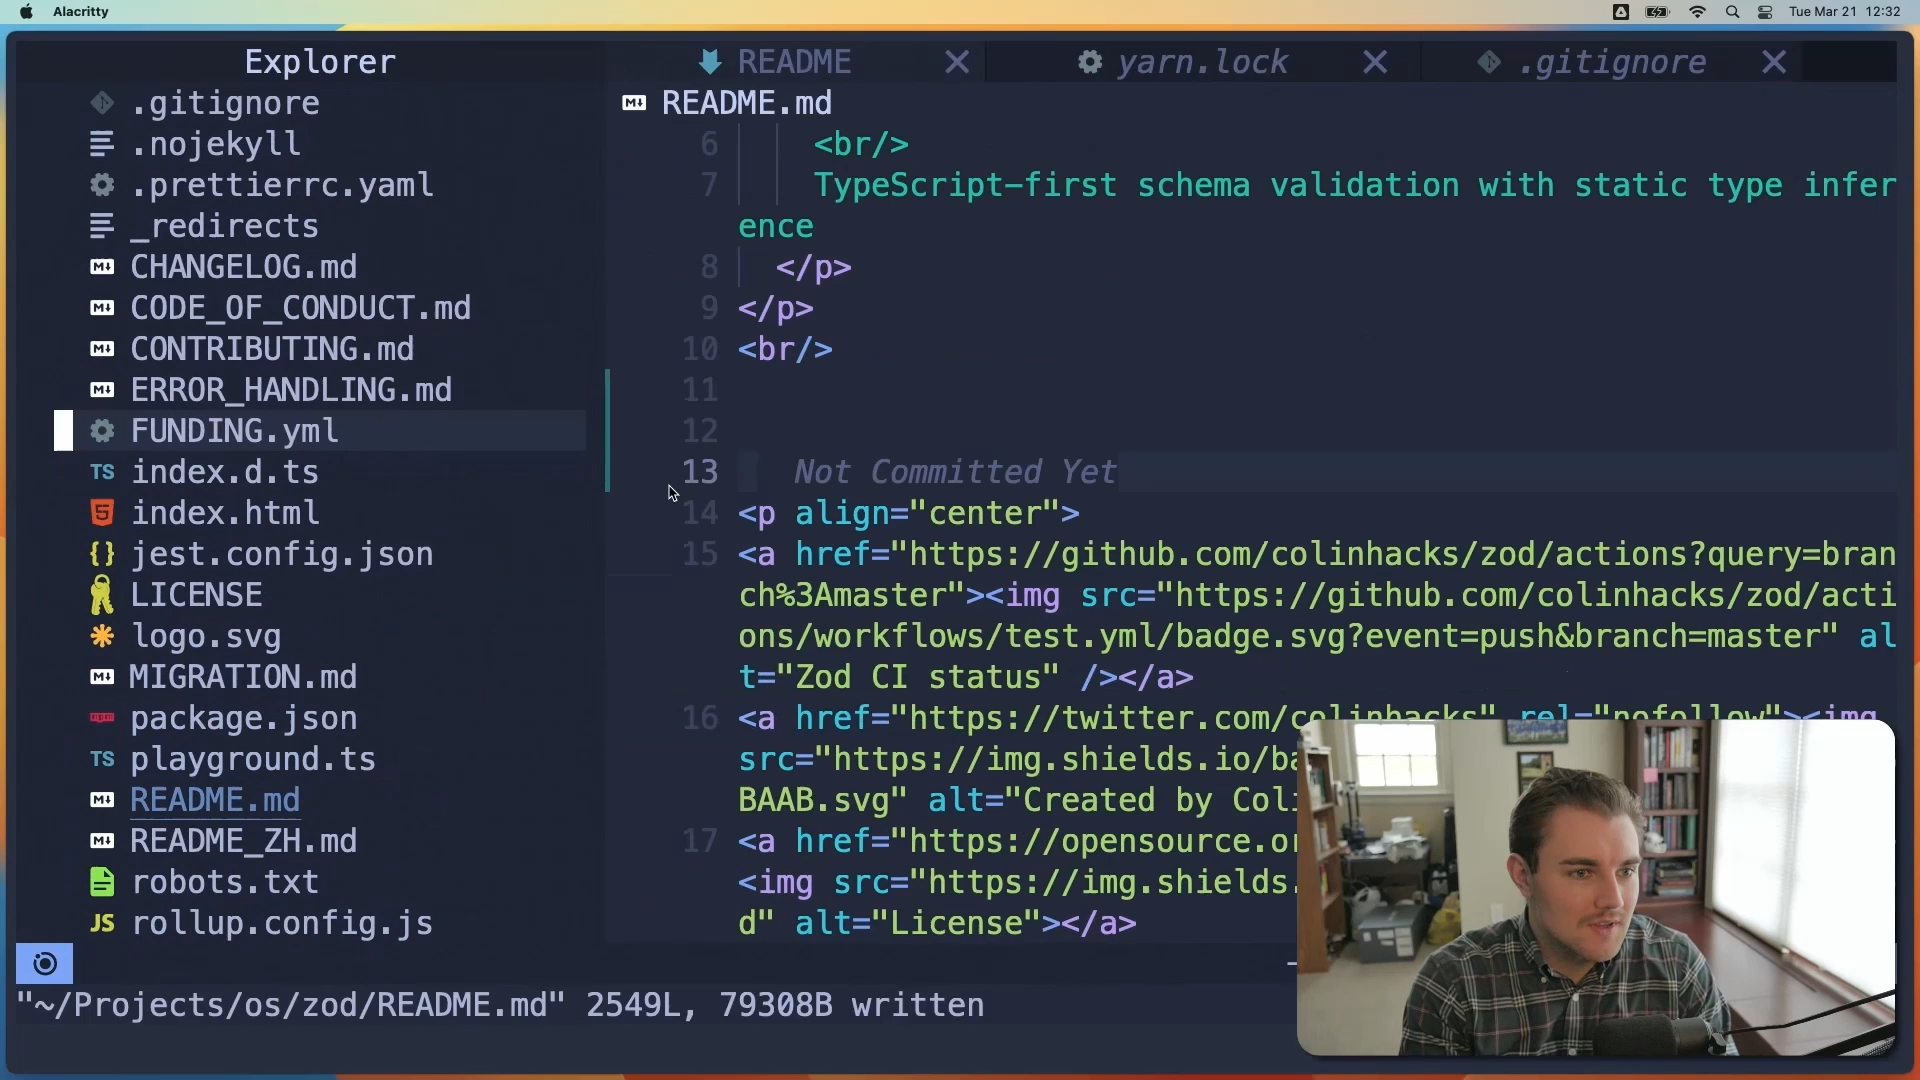 Alacritty
Tue Mar 21 12:32
Explorer
.gitignore
.nojekyll
.prettierrc.yaml
_redirects
CHANGELOG.md
CODE_OF_CONDUCT.md
CONTRIBUTING.md
ERROR_HANDLING.md
FUNDING.yml
index.d.ts
index.html
jest.config.json
LICENSE
logo.svg
MIGRATION.md
package.json
playground.ts
README.md
README_ZH.md
robots.txt
rollup.config.js
README
yarn.lock
.gitignore
README.md
6 <br/>
7 TypeScript-first schema validation with static type infer
ence
8 </p>
9 </p>
10 <br/>
11
12
13 Not Committed Yet
14 <p align="center">
15 <a href="https://github.com/colinhacks/zod/actions?query=bran
ch%3Amaster"><img src="https://github.com/colinhacks/zod/acti
ons/workflows/test.yml/badge.svg?event=push&branch=master" al
t="Zod CI status" /></a>
16 <a href="https://twitter.com/colinhacks" rel="nofollow"><img
src="https://img.shields.io/ba
BAAB.svg" alt="Created by Coli
17 <a href="https://opensource.or
<img src="https://img.shields.
d" alt="License"></a>
"~/Projects/os/zod/README.md" 2549L, 79308B written